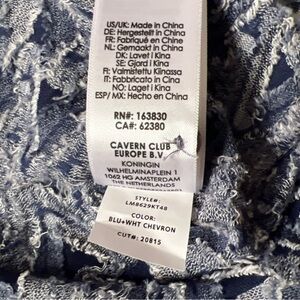 US/UK: Made in China
DE: Hergestellt in China
FR: Fabriqué en Chine
NL: Gemaakt in China
DK: Lavet i Kina
SE: Gjord i Kina
FI: Valmistettu Kiinassa
IT: Fabbricato in Cina
NO: Laget i Kina
ESP/ MX: Hecho en China
RN#: 163830
CA#: 62380
CAVERN CLUB
EUROPE B.V.
KONINGIN
WILHELMINAPLEIN 1
1062 HG AMSTERDAM
THE NETHERLANDS
STYLE#:
LM8629KT48
COLOR:
BLU+WHT CHEVRON
CUT#: 20815